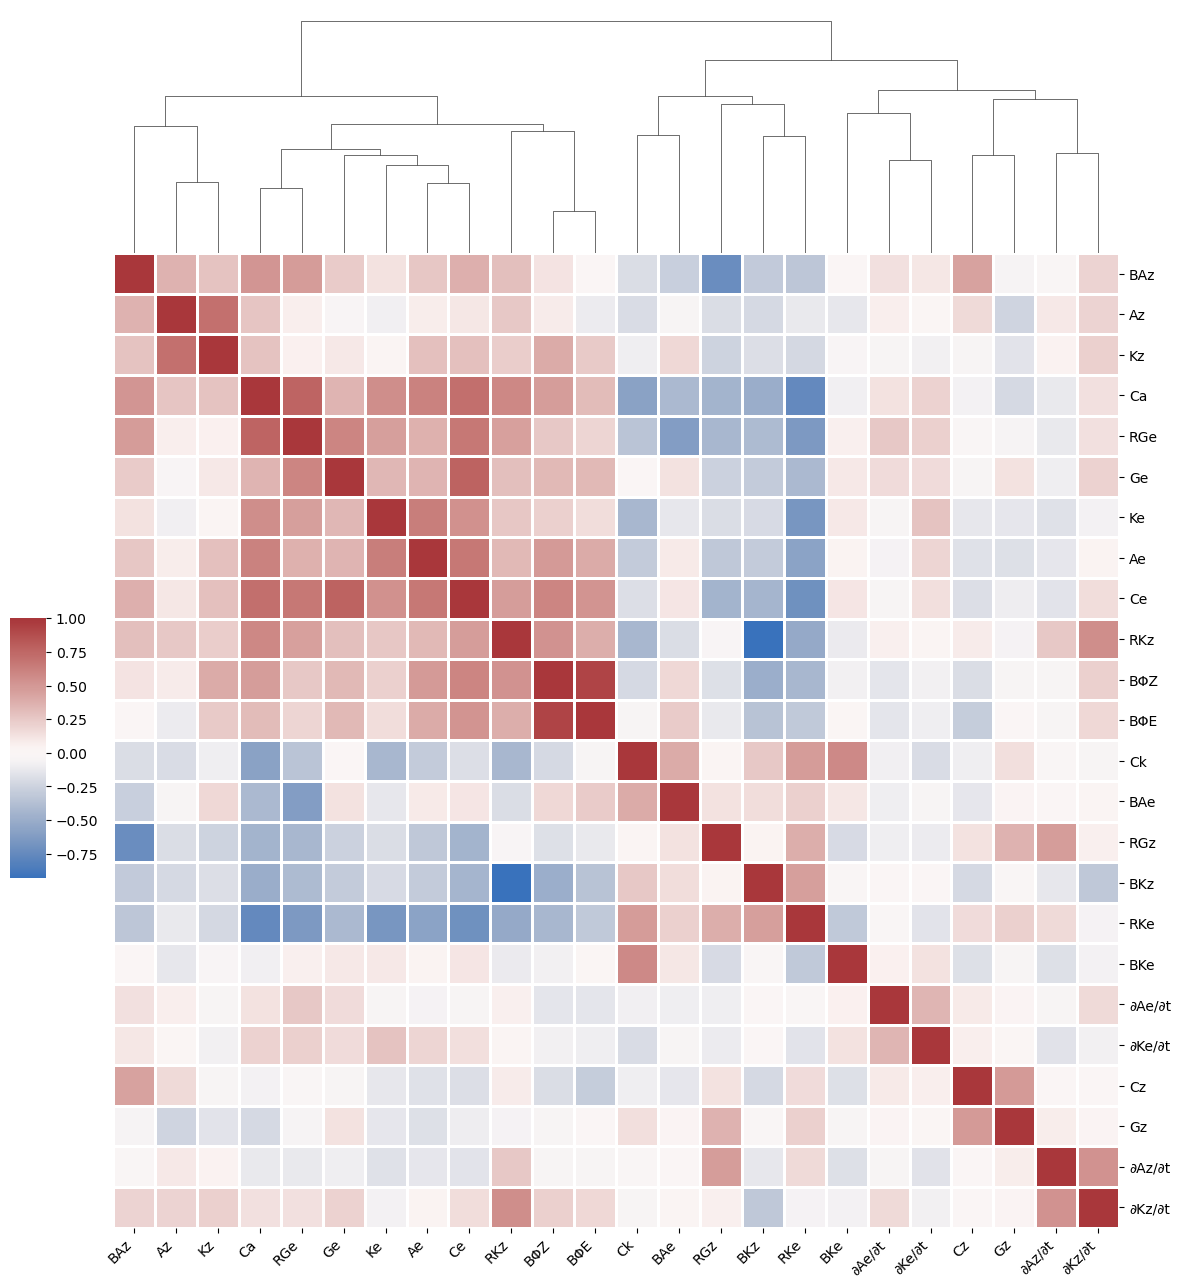 BAz
Az
Kz
Ca
RGe
Ge
Ke
Ae
Ce
RKz
BΦZ
BΦE
Ck
BAe
RGz
BKz
RKe
BKe
∂Ae/∂t
∂Ke/∂t
Cz
Gz
∂Az/∂t
∂Kz/∂t
1.00
0.75
0.50
0.25
0.00
−0.25
−0.50
−0.75
BAz Az Kz Ca RGe Ge Ke Ae Ce RKz BΦZ BΦE Ck BAe RGz BKz RKe BKe ∂Ae/∂t ∂Ke/∂t Cz Gz ∂Az/∂t ∂Kz/∂t